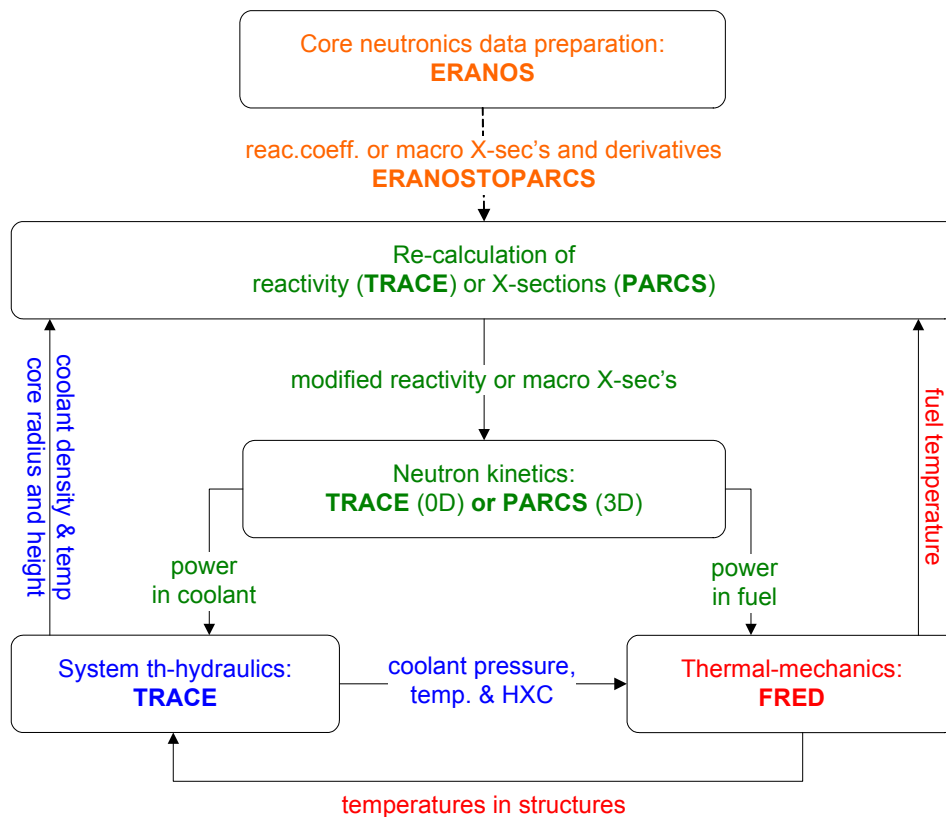 Core neutronics data preparation:
ERANOS
reac.coeff. or macro X-sec's and derivatives
ERANOSTOPARCS
Re-calculation of
reactivity (TRACE) or X-sections (PARCS)
coolant density & temp
core radius and height
modified reactivity or macro X-sec's
fuel temperature
Neutron kinetics:
TRACE (0D) or PARCS (3D)
power
in coolant
power
in fuel
System th-hydraulics:
TRACE
coolant pressure,
temp. & HXC
Thermal-mechanics:
FRED
temperatures in structures